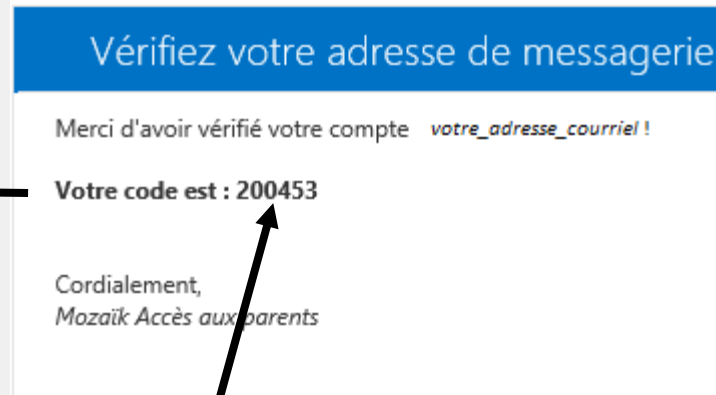 Vérifiez votre adresse de messagerie
Merci d'avoir vérifié votre compte votre_adresse_courriel !
Votre code est : 200453
Cordialement,
Mozaïk Accès aux parents